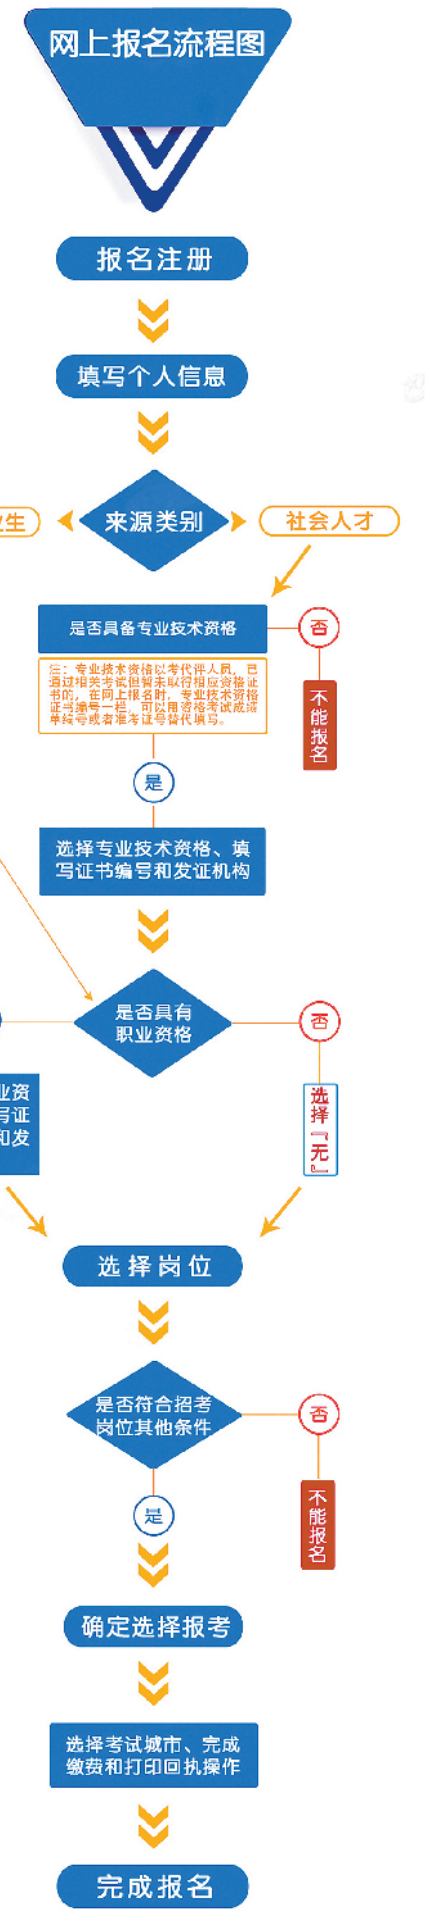 网上报名流程图
报名注册
填写个人信息
生
来源类别
社会人才
是否具备专业技术资格
否
注：专业技术资格以考代评人员，已
通过相关考试但暂未取得相应资格证
书的，在网上报名时，专业技术资格
证书编号一栏，可以用资格考试成绩
单编号或者准考证号替代填写。
不能报名
是
选择专业技术资格、填
写证书编号和发证机构
是否具有
职业资格
否
业资
写证
和发
选择『无』
选择岗位
是否符合招考
岗位其他条件
否
是
不能报名
确定选择报考
选择考试城市、完成
缴费和打印回执操作
完成报名